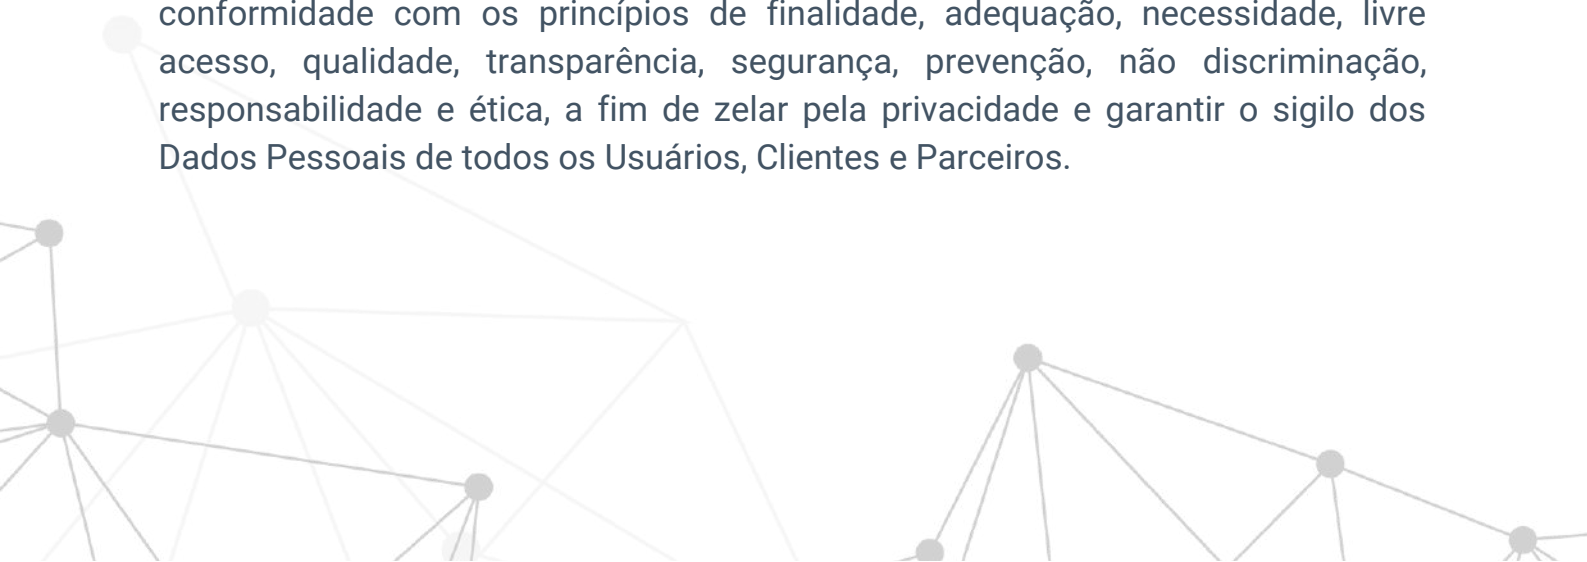 conformidade com os princípios de finalidade, adequação, necessidade, livre
acesso, qualidade, transparência, segurança, prevenção, não discriminação,
responsabilidade e ética, a fim de zelar pela privacidade e garantir o sigilo dos
Dados Pessoais de todos os Usuários, Clientes e Parceiros.